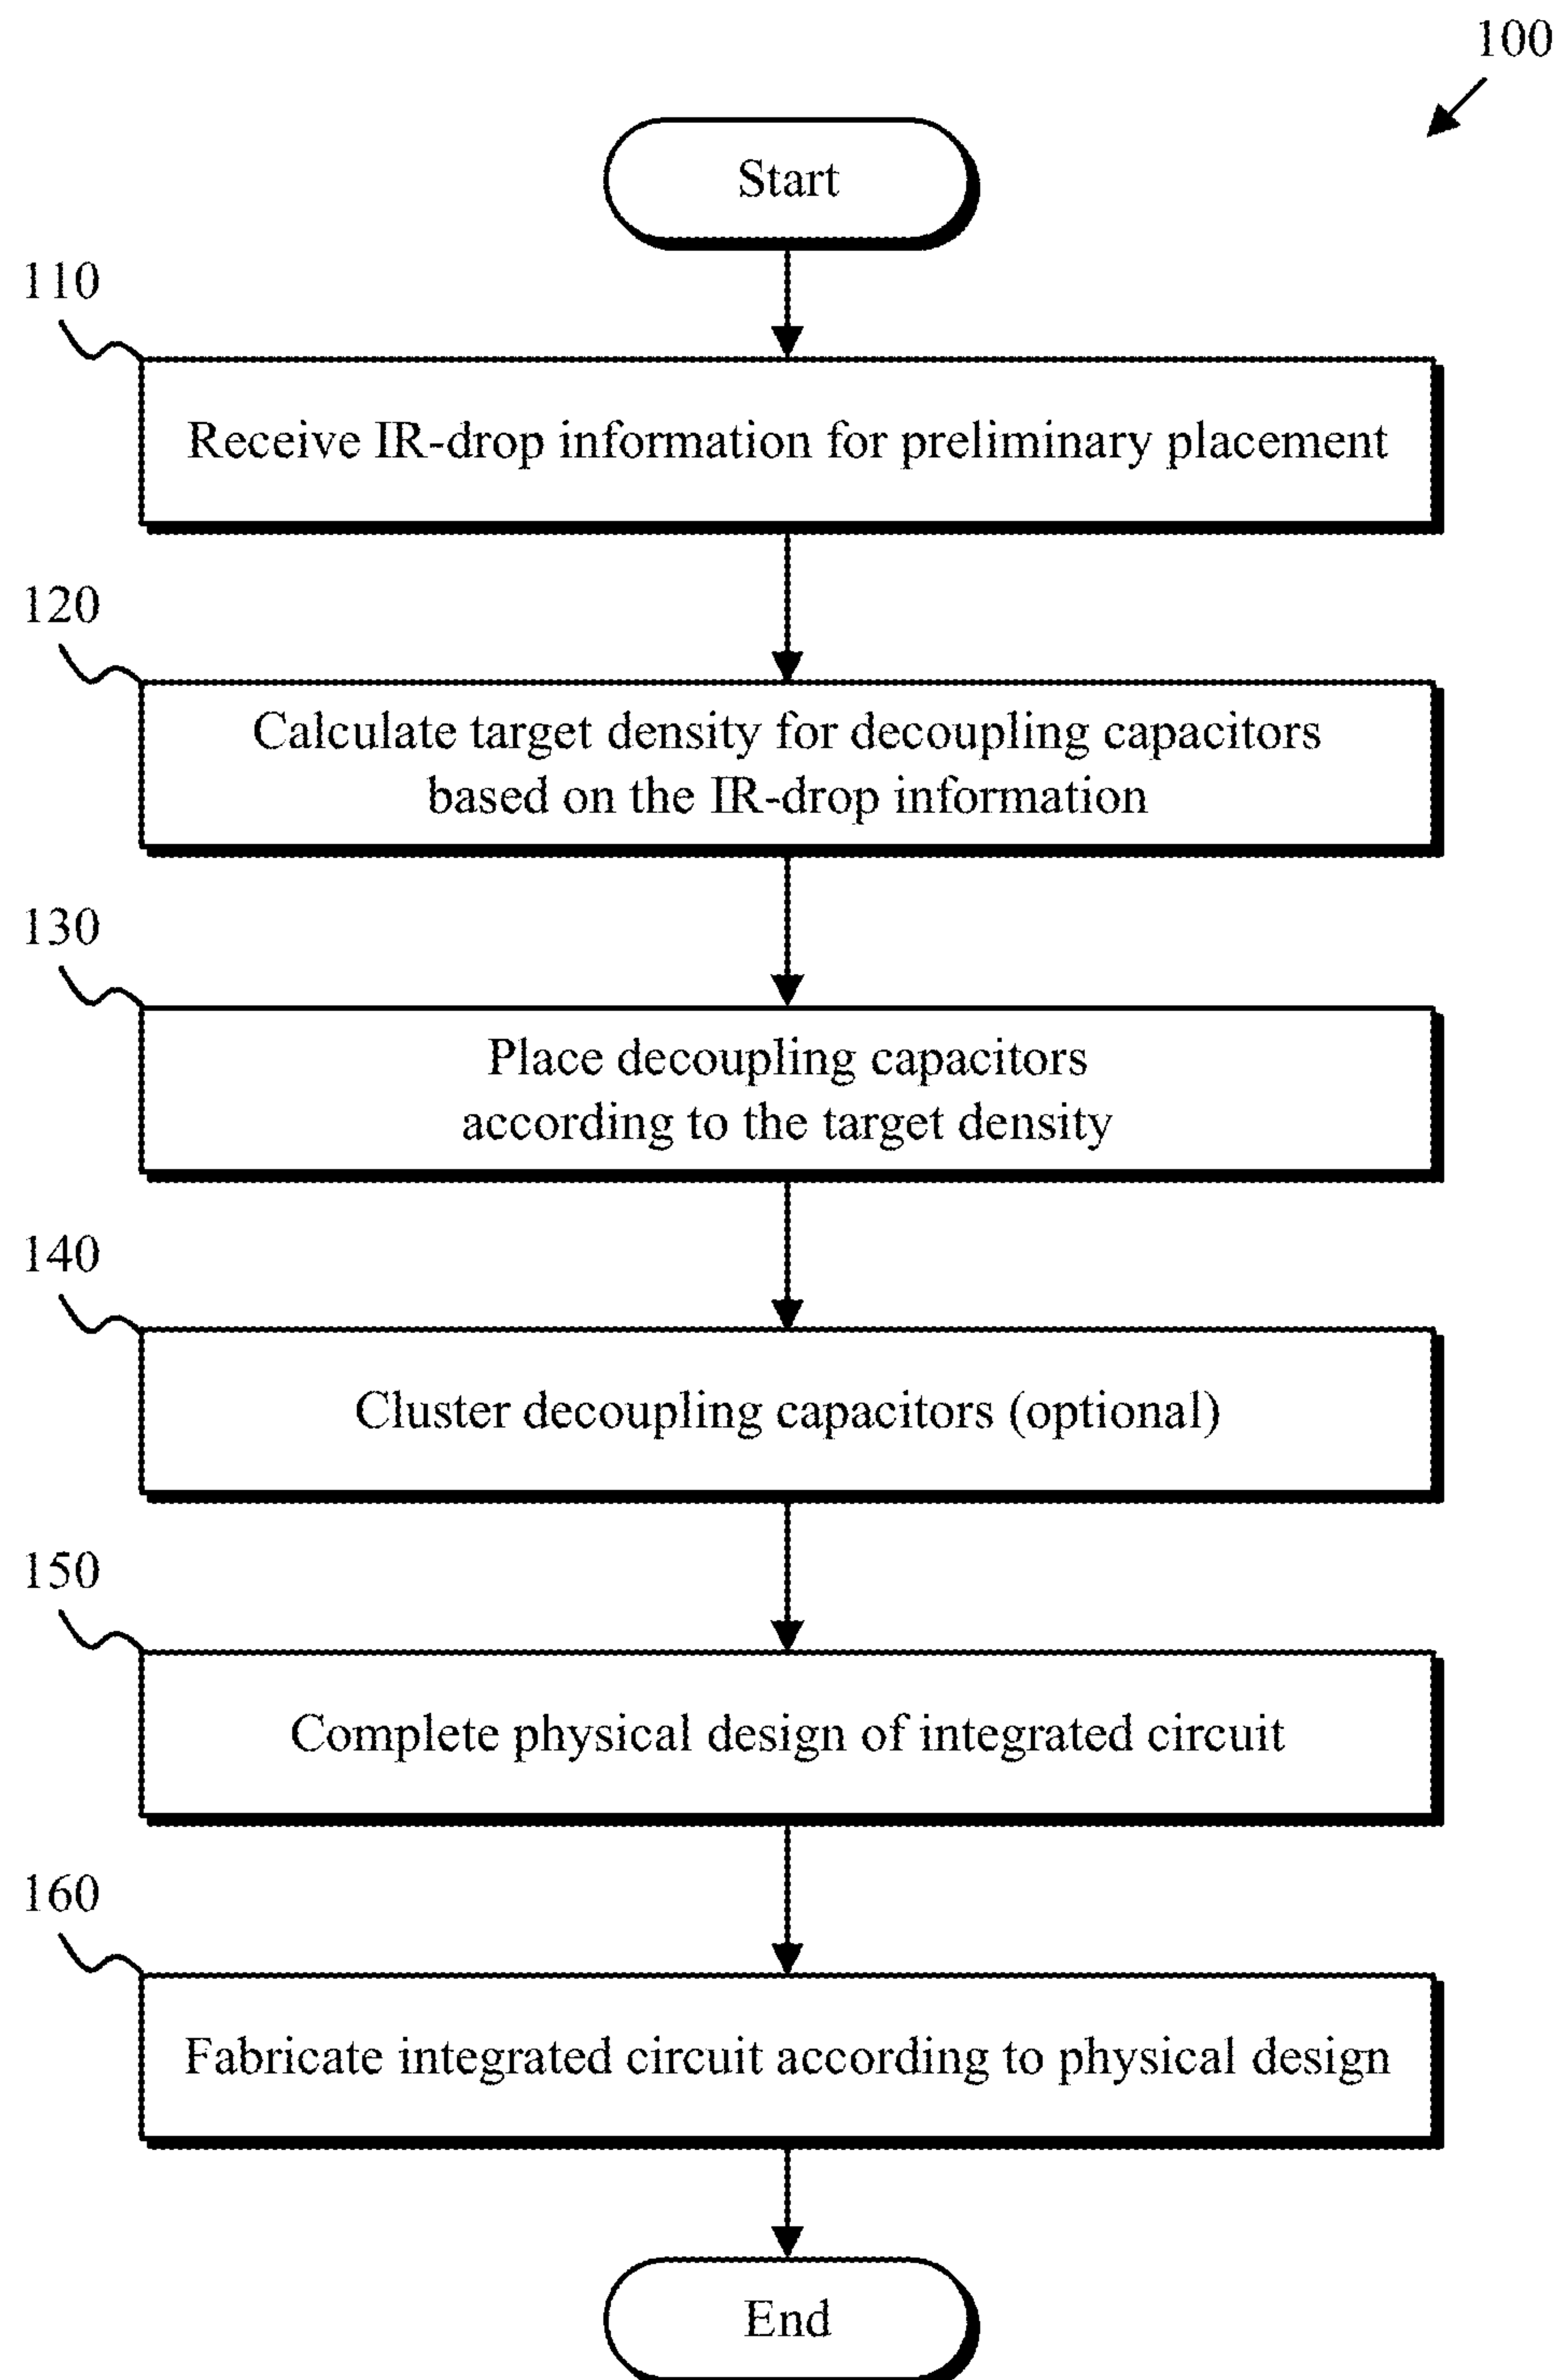 100
Start
110
Receive IR-drop information for preliminary placement
120
Calculate target density for decoupling capacitors
based on the IR-drop information
130
Place decoupling capacitors
according to the target density
140
Cluster decoupling capacitors (optional)
150
Complete physical design of integrated circuit
160
Fabricate integrated circuit according to physical design
End